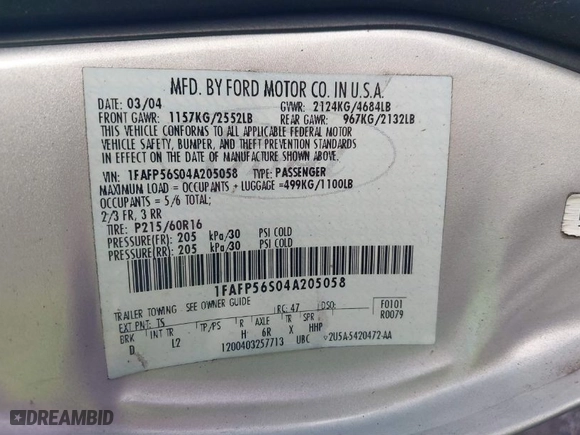 MFD. BY FORD MOTOR CO. IN U.S.A.
DATE: 03/04 GVWR: 2124KG/4684LB
FRONT GAWR: 1157KG/2552LB REAR GAWR: 967KG/2132LB
THIS VEHICLE CONFORMS TO ALL APPLICABLE FEDERAL MOTOR
VEHICLE SAFETY, BUMPER, AND THEFT PREVENTION STANDARDS
IN EFFECT ON THE DATE OF MANUFACTURE SHOWN ABOVE.
VIN: 1FAFP56S04A205058 TYPE: PASSENGER
MAXIMUM LOAD = OCCUPANTS + LUGGAGE =499KG/1100LB
OCCUPANTS = 5/6 TOTAL;
2/3 FR, 3 RR
TIRE: P215/60R16
PRESSURE(FR): 205 kPa/30 PSI COLD
PRESSURE(RR): 205 kPa/30 PSI COLD
1FAFP56S04A205058
TRAILER TOWING SEE OWNER GUIDE
EXT PNT: TS RC: 47 DSO: F0101
BRK INT TR TP/PS R AXLE TR SPR R0079
D L2 H 6R X HHP
1200403257713 UBC 2U5A-5420472-AA
DREAMBID